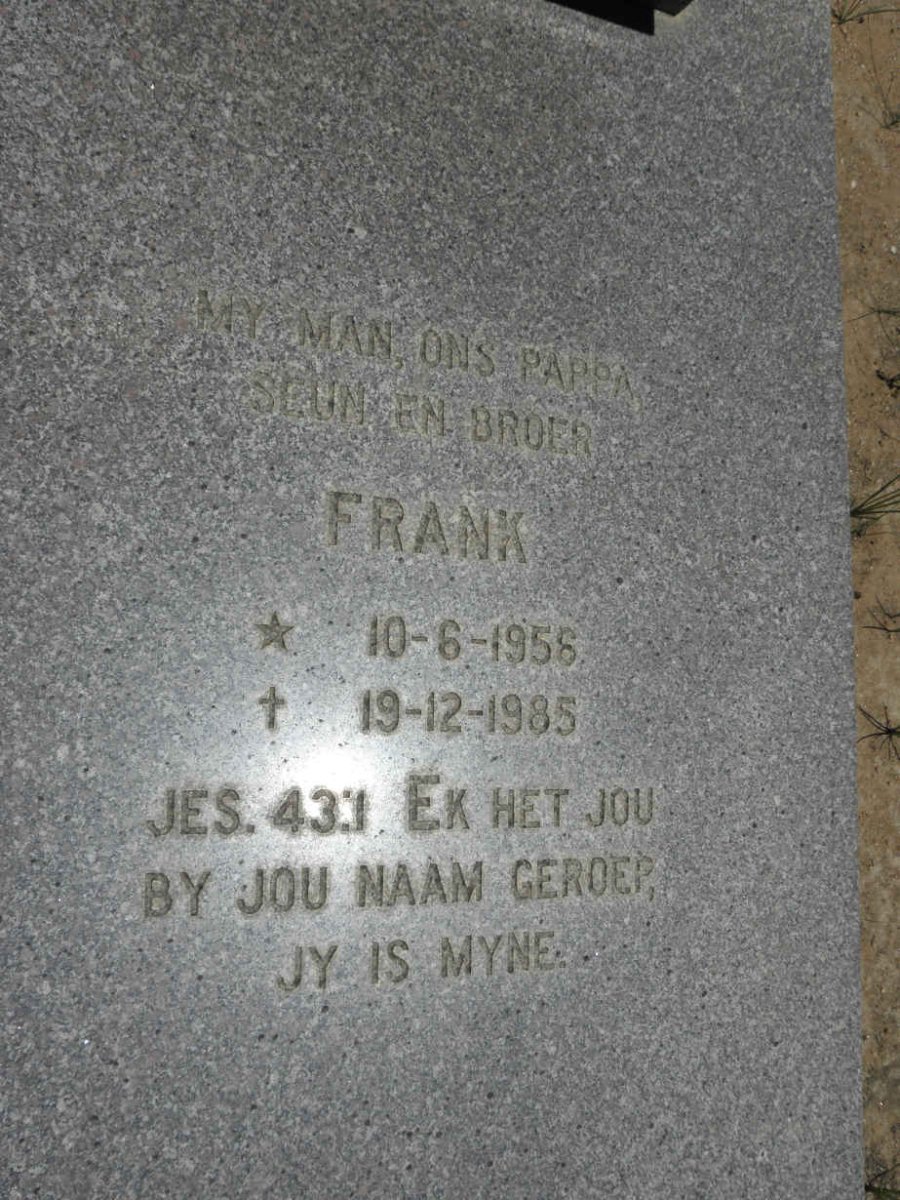 MY MAN, ONS PAPPA,
SEUN EN BROER
FRANK
★ 10-6-1956
† 19-12-1985
JES. 43:1 EK HET JOU
BY JOU NAAM GEROEP,
JY IS MYNE.